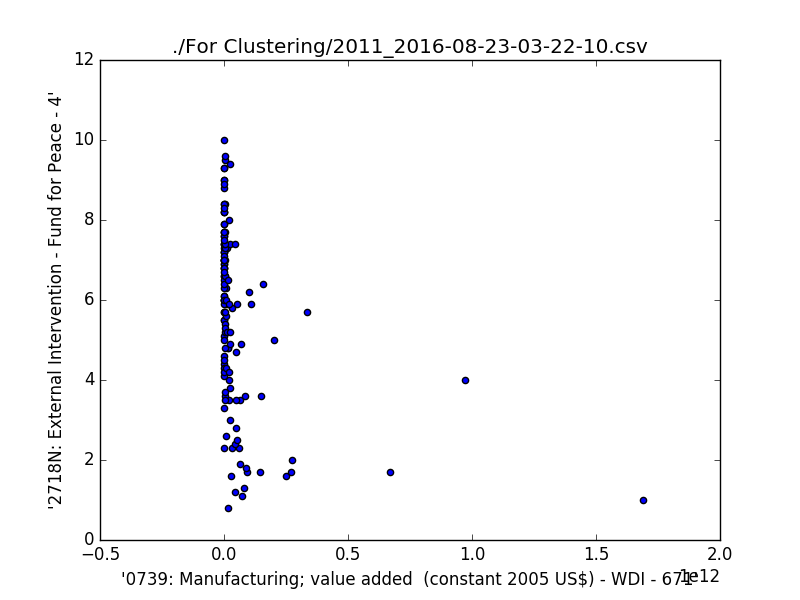 ./For Clustering/2011_2016-08-23-03-22-10.csv
12
10
8
6
4
2
0
'2718N: External Intervention - Fund for Peace - 4'
−0.5 0.0 0.5 1.0 1.5 2.0
1e12
'0739: Manufacturing; value added (constant 2005 US$) - WDI - 671'